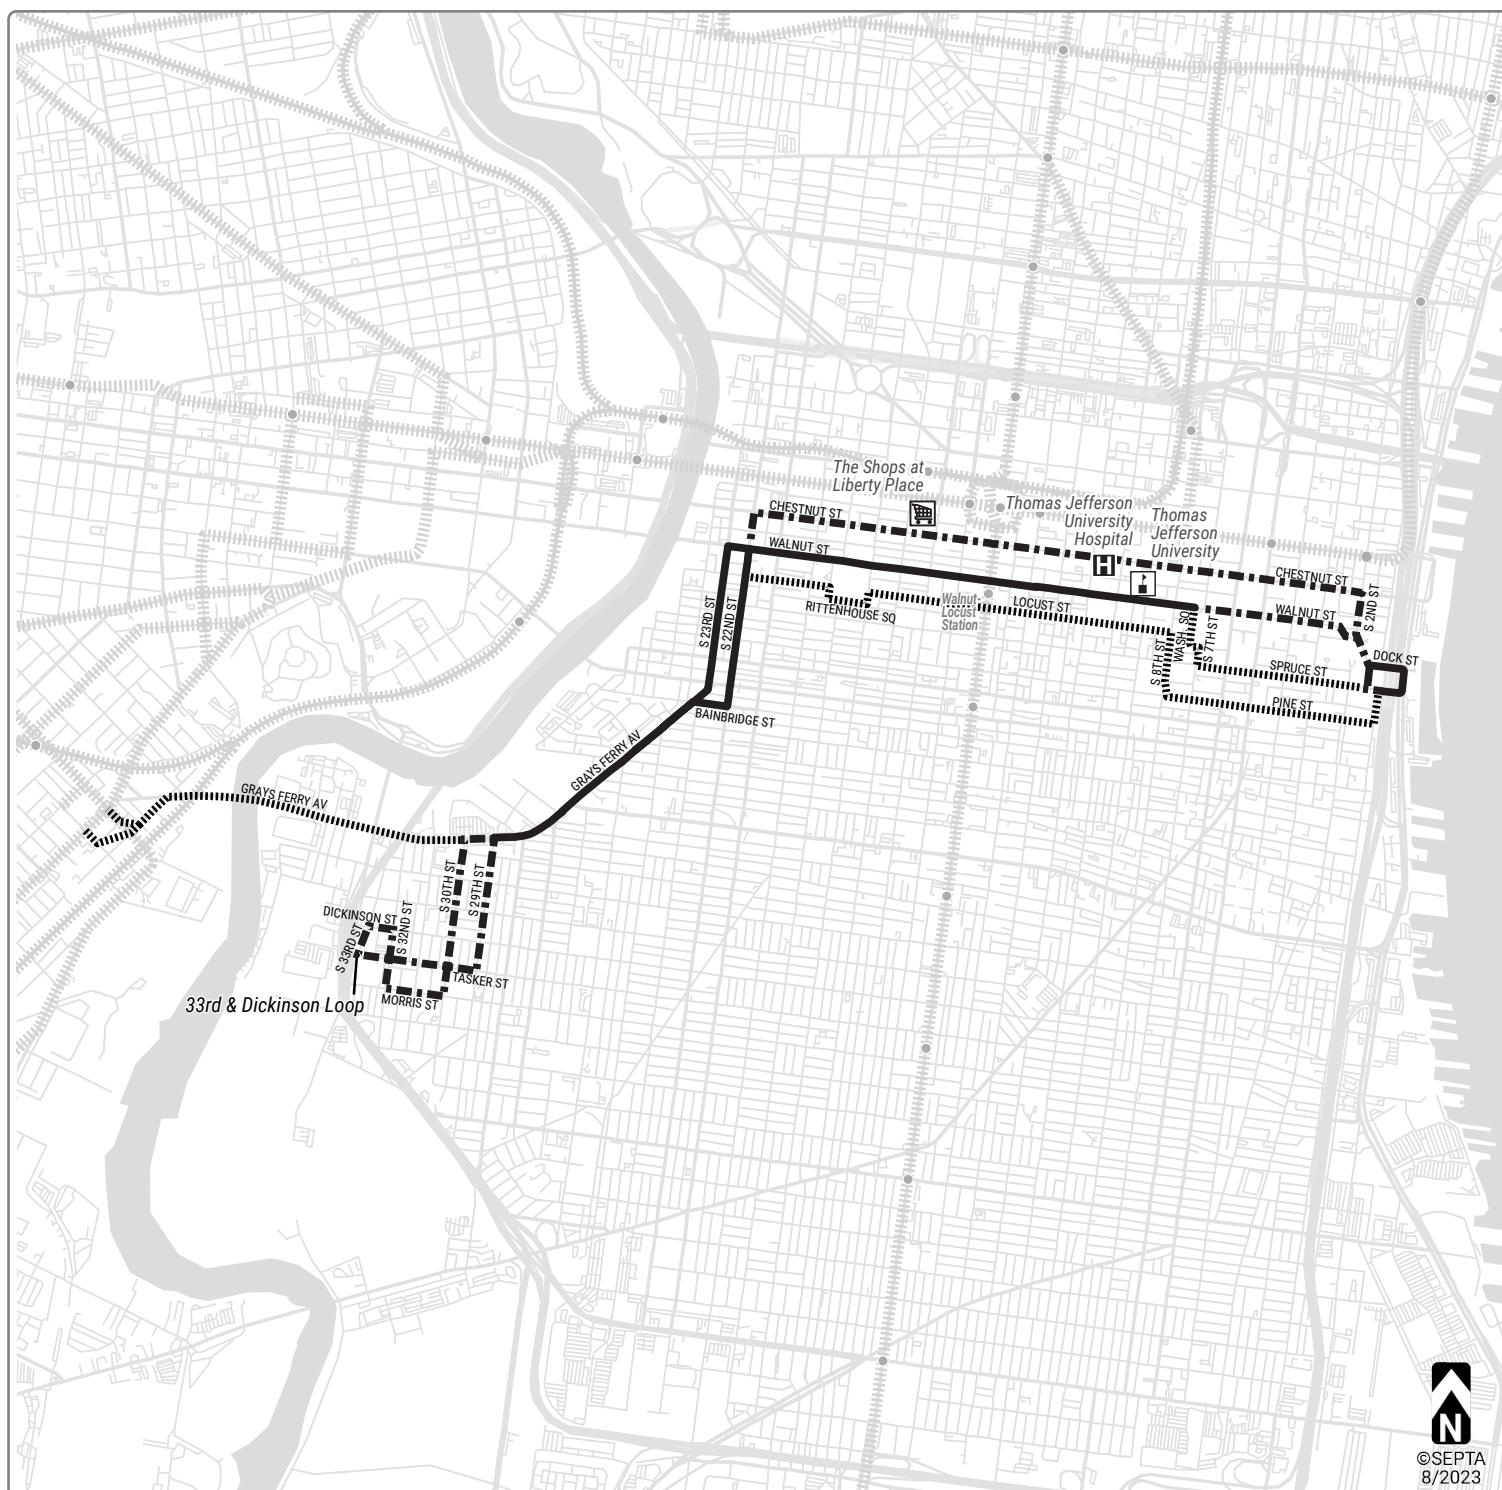 The Shops at
Liberty Place
Thomas Jefferson
University
Hospital
Thomas
Jefferson
University
CHESTNUT ST
WALNUT ST
H
CHESTNUT ST
S 2ND ST
WALNUT ST
S 23RD ST
S 22ND ST
RITTENHOUSE SQ
Walnut-
Locust
Station
LOCUST ST
WASH SQ
S 7TH ST
S 8TH ST
SPRUCE ST
DOCK ST
PINE ST
BAINBRIDGE ST
GRAYS FERRY AV
GRAYS FERRY AV
S 30TH ST
S 29TH ST
DICKINSON ST
S 32ND ST
S 33RD ST
TASKER ST
MORRIS ST
33rd & Dickinson Loop
N
©SEPTA
8/2023